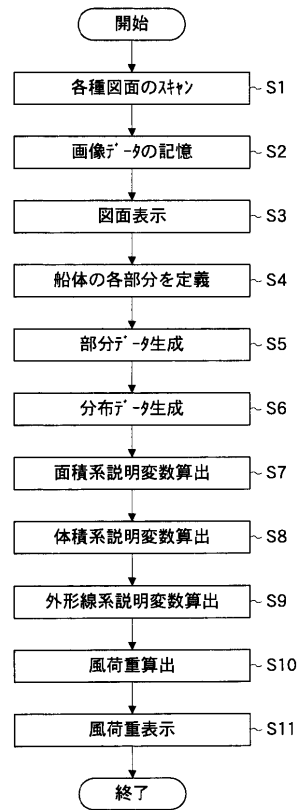 開始
各種図面のｽｷｬﾝ ~S1
画像ﾃﾞｰﾀの記憶 ~S2
図面表示 ~S3
船体の各部分を定義 ~S4
部分ﾃﾞｰﾀ生成 ~S5
分布ﾃﾞｰﾀ生成 ~S6
面積系説明変数算出 ~S7
体積系説明変数算出 ~S8
外形線系説明変数算出 ~S9
風荷重算出 ~S10
風荷重表示 ~S11
終了